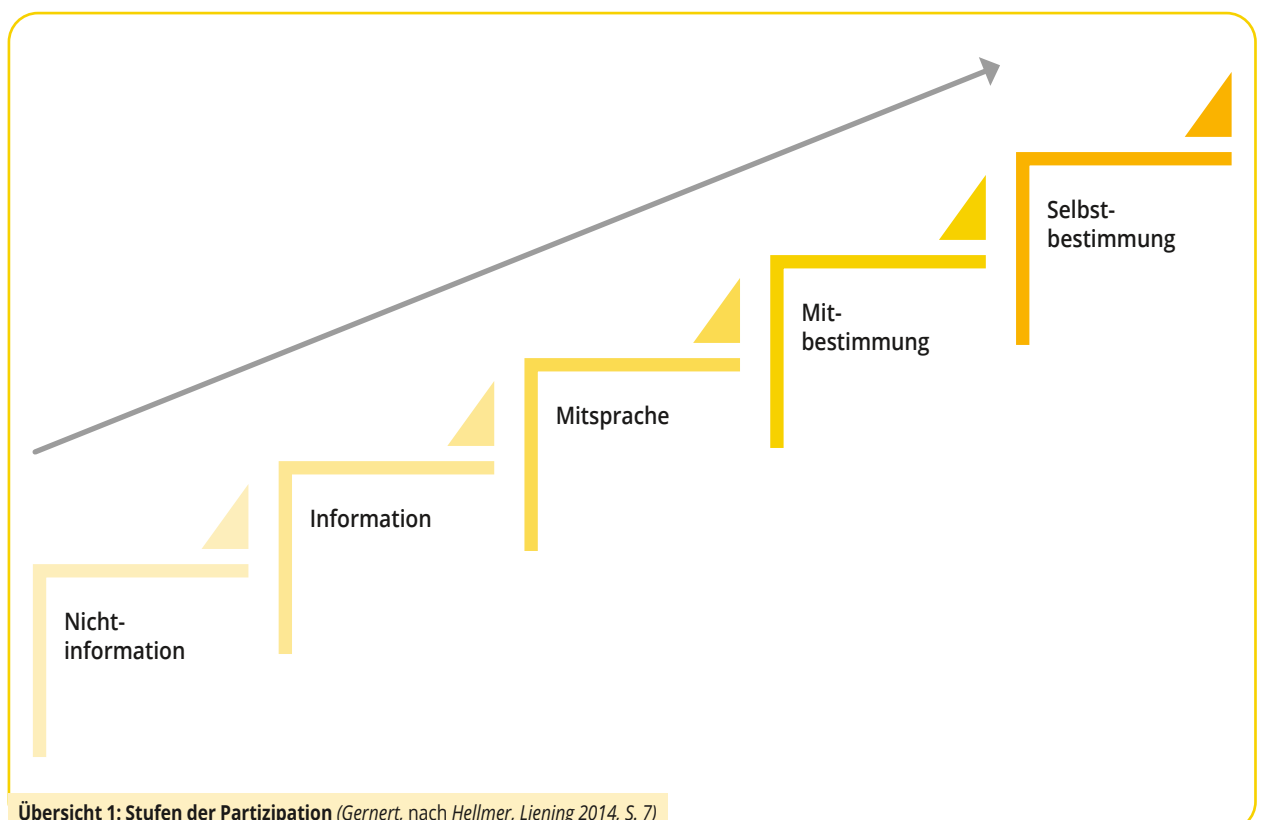 Selbst-
bestimmung
Mit-
bestimmung
Mitsprache
Information
Nicht-
information
Übersicht 1: Stufen der Partizipation (Gernert, nach Hellmer, Liening 2014, S. 7)